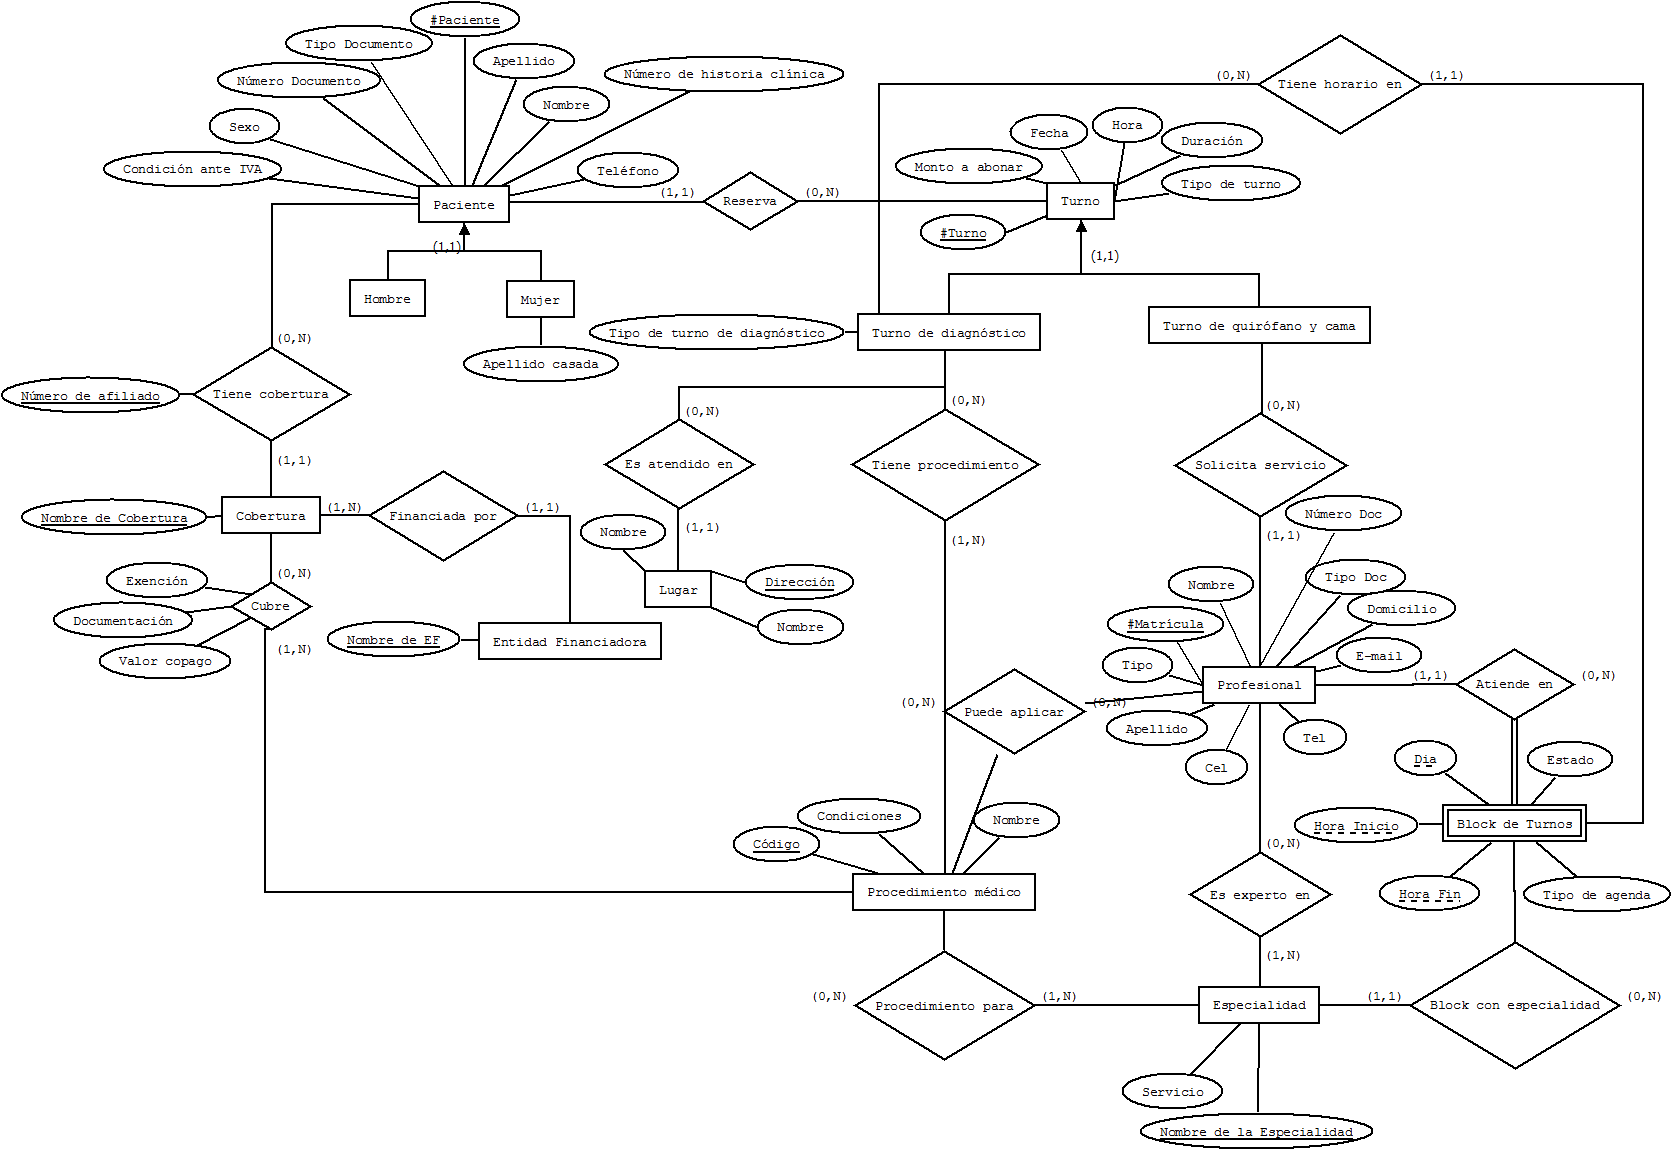 #Paciente
Tipo Documento
Apellido
Número de historia clínica
Número Documento
Nombre
Sexo
Condición ante IVA
Teléfono
Paciente
(1,1)
Reserva
(0,N)
(1,1)
Hombre
Mujer
Apellido casada
(0,N)
Tiene horario en
(1,1)
Fecha
Hora
Duración
Monto a abonar
Tipo de turno
Turno
#Turno
(1,1)
Tipo de turno de diagnóstico
Turno de diagnóstico
Turno de quirófano y cama
(0,N)
Número de afiliado
Tiene cobertura
(1,1)
(0,N)
(0,N)
(0,N)
Es atendido en
Tiene procedimiento
Solicita servicio
Nombre de Cobertura
Cobertura
(1,N)
Financiada por
(1,1)
Nombre
(1,1)
(1,N)
(1,1)
Número Doc
(0,N)
Exención
Documentación
Cubre
Valor copago
(1,N)
Nombre de EF
Entidad Financiadora
Lugar
Dirección
Nombre
Nombre
Tipo Doc
Domicilio
#Matrícula
Tipo
E-mail
Profesional
(1,1)
Atiende en
(0,N)
(0,N)
Puede aplicar
(0,N)
Apellido
Cel
Tel
Dia
Estado
Hora Inicio
Block de Turnos
Hora Fin
Tipo de agenda
Condiciones
Nombre
Código
Procedimiento médico
(0,N)
Es experto en
(1,N)
(0,N)
Procedimiento para
(1,N)
Especialidad
(1,1)
Block con especialidad
(0,N)
Servicio
Nombre de la Especialidad